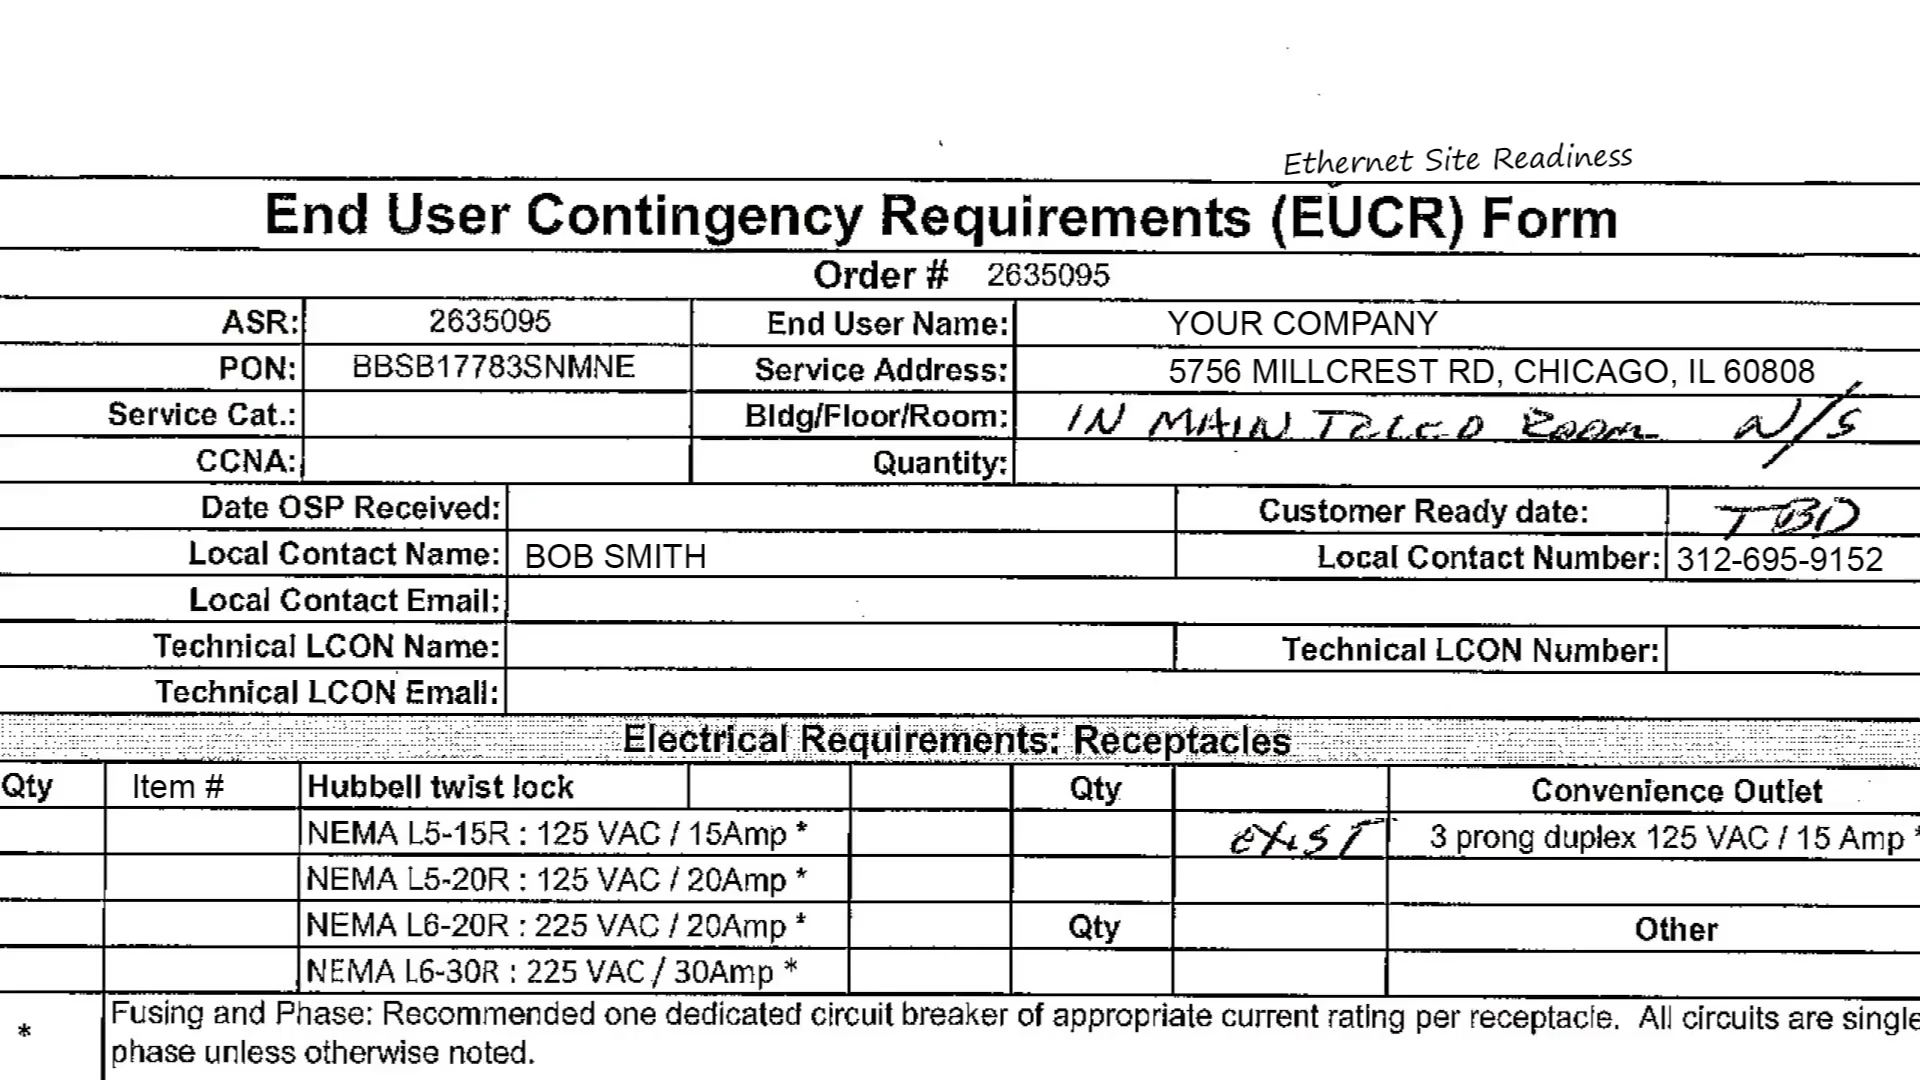 Ethernet Site Readiness
End User Contingency Requirements (EUCR) Form
Order # 2635095
ASR: 2635095 End User Name: YOUR COMPANY
PON: BBSB17783SNMNE Service Address: 5756 MILLCREST RD, CHICAGO, IL 60808
Service Cat.: Bldg/Floor/Room: IN MAIN TELCO ROOM N/S
CCNA: Quantity:
Date OSP Received: Customer Ready date: TBD
Local Contact Name: BOB SMITH Local Contact Number: 312-695-9152
Local Contact Email:
Technical LCON Name: Technical LCON Number:
Technical LCON Email:
Electrical Requirements: Receptacles
Qty Item # Hubbell twist lock Qty Convenience Outlet
NEMA L5-15R : 125 VAC / 15Amp * EXIST 3 prong duplex 125 VAC / 15 Amp *
NEMA L5-20R : 125 VAC / 20Amp *
NEMA L6-20R : 225 VAC / 20Amp * Qty Other
NEMA L6-30R : 225 VAC / 30Amp *
* Fusing and Phase: Recommended one dedicated circuit breaker of appropriate current rating per receptacle. All circuits are single
phase unless otherwise noted.